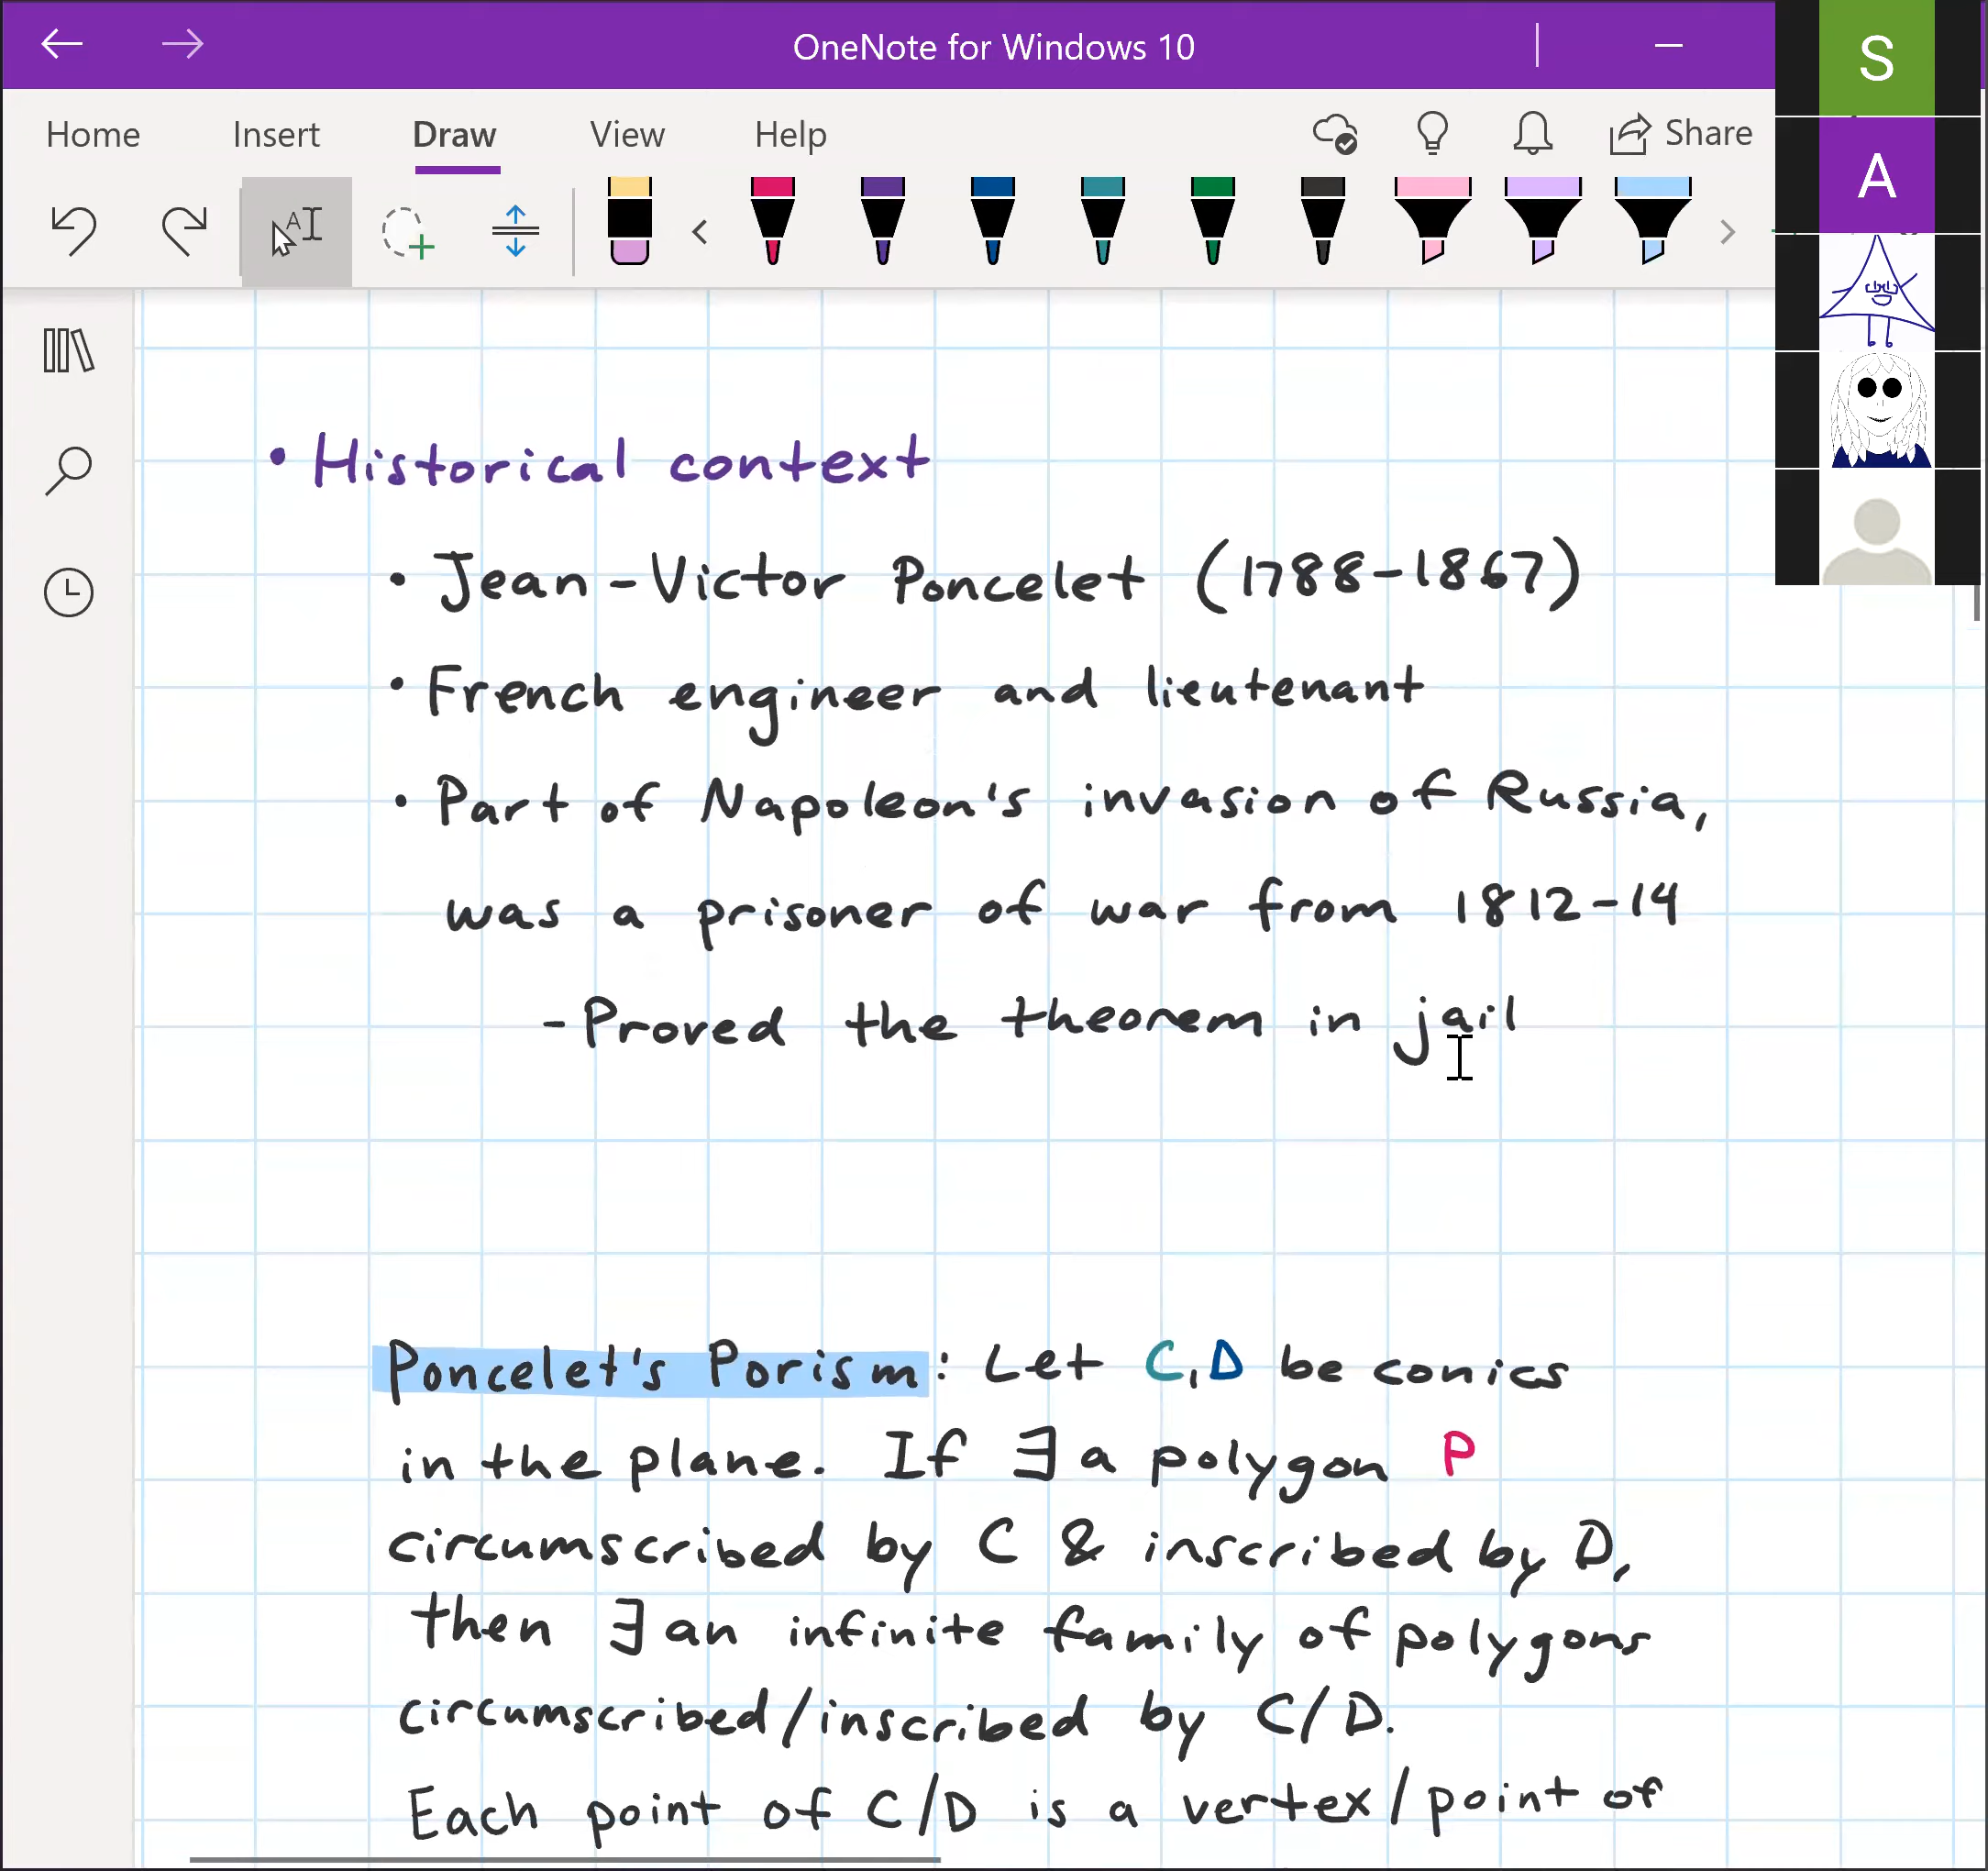 OneNote for Windows 10
Home Insert Draw View Help Share
S
A
• Historical context
• Jean-Victor Poncelet (1788-1867)
• French engineer and lieutenant
• Part of Napoleon's invasion of Russia,
was a prisoner of war from 1812-14
- Proved the theorem in jail
Poncelet's Porism: Let C, D be conics
in the plane. If ∃ a polygon P
circumscribed by C & inscribed by D,
then ∃ an infinite family of polygons
circumscribed/inscribed by C/D.
Each point of C/D is a vertex/point of